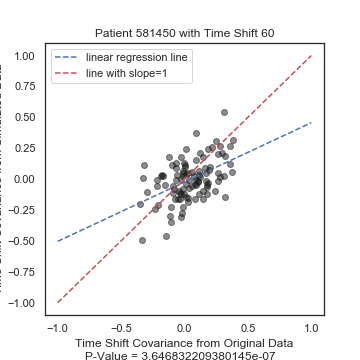 Patient 581450 with Time Shift 60
linear regression line
line with slope=1
1.00
0.75
0.50
0.25
0.00
−0.25
−0.50
−0.75
−1.00
−1.0
−0.5
0.0
0.5
1.0
Time Shift Covariance from Original Data
P-Value = 3.646832209380145e-07